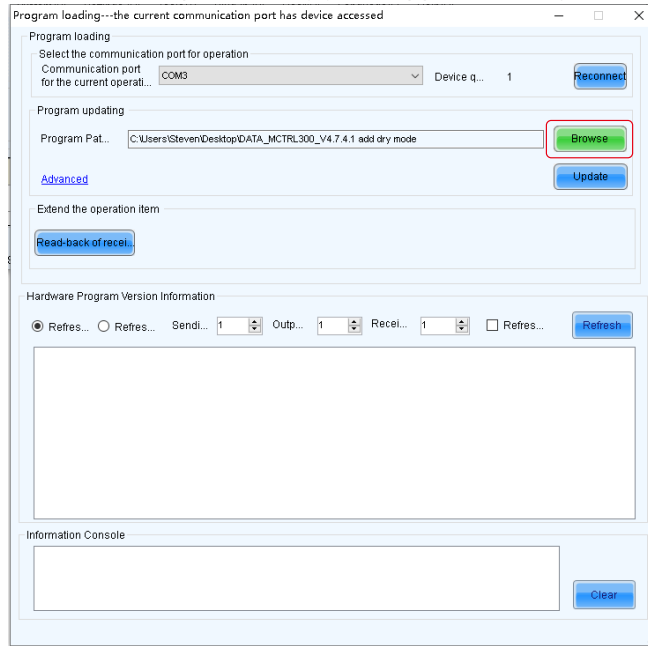 Program loading---the current communication port has device accessed
Program loading
Select the communication port for operation
Communication port
for the current operati...
COM3
Device q... 1
Reconnect
Program updating
Program Pat...
C:\Users\Steven\Desktop\DATA_MCTRL300_V4.7.4.1 add dry mode
Browse
Advanced
Update
Extend the operation item
Read-back of recei...
Hardware Program Version Information
Refres... Refres... Sendi... 1 Outp... 1 Recei... 1 Refres... Refresh
Information Console
Clear